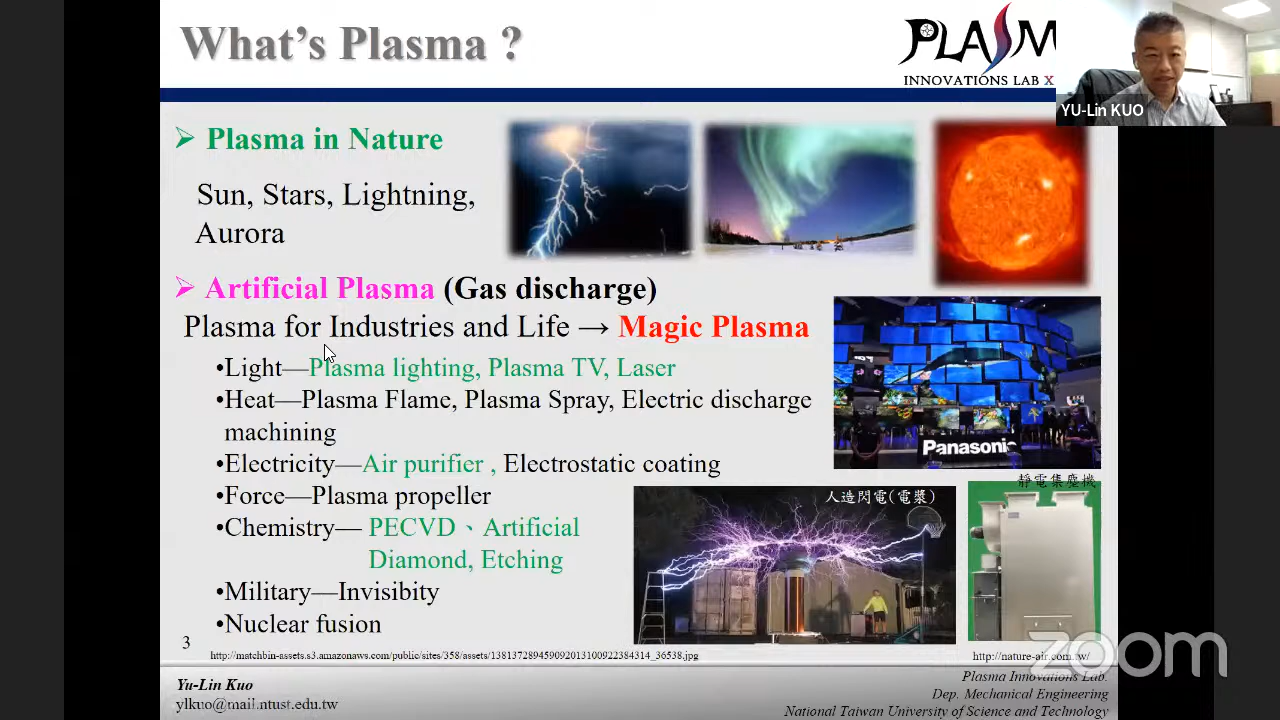 What's Plasma ?
PLASM
INNOVATIONS LAB X
YU-Lin KUO
➢ Plasma in Nature
Sun, Stars, Lightning,
Aurora
➢ Artificial Plasma (Gas discharge)
Plasma for Industries and Life → Magic Plasma
•Light—Plasma lighting, Plasma TV, Laser
•Heat—Plasma Flame, Plasma Spray, Electric discharge
machining
•Electricity—Air purifier , Electrostatic coating
•Force—Plasma propeller
•Chemistry— PECVD、Artificial
Diamond, Etching
•Military—Invisibity
•Nuclear fusion
Panasonic
人造閃電(電漿)
靜電集塵機
3
http://matchbin-assets.s3.amazonaws.com/public/sites/358/assets/1381372894590920131009223843​14_36538.jpg
http://nature-air.com.tw/
zoom
Yu-Lin Kuo
ylkuo@mail.ntust.edu.tw
Plasma Innovations Lab.
Dep. Mechanical Engineering
National Taiwan University of Science and Technology